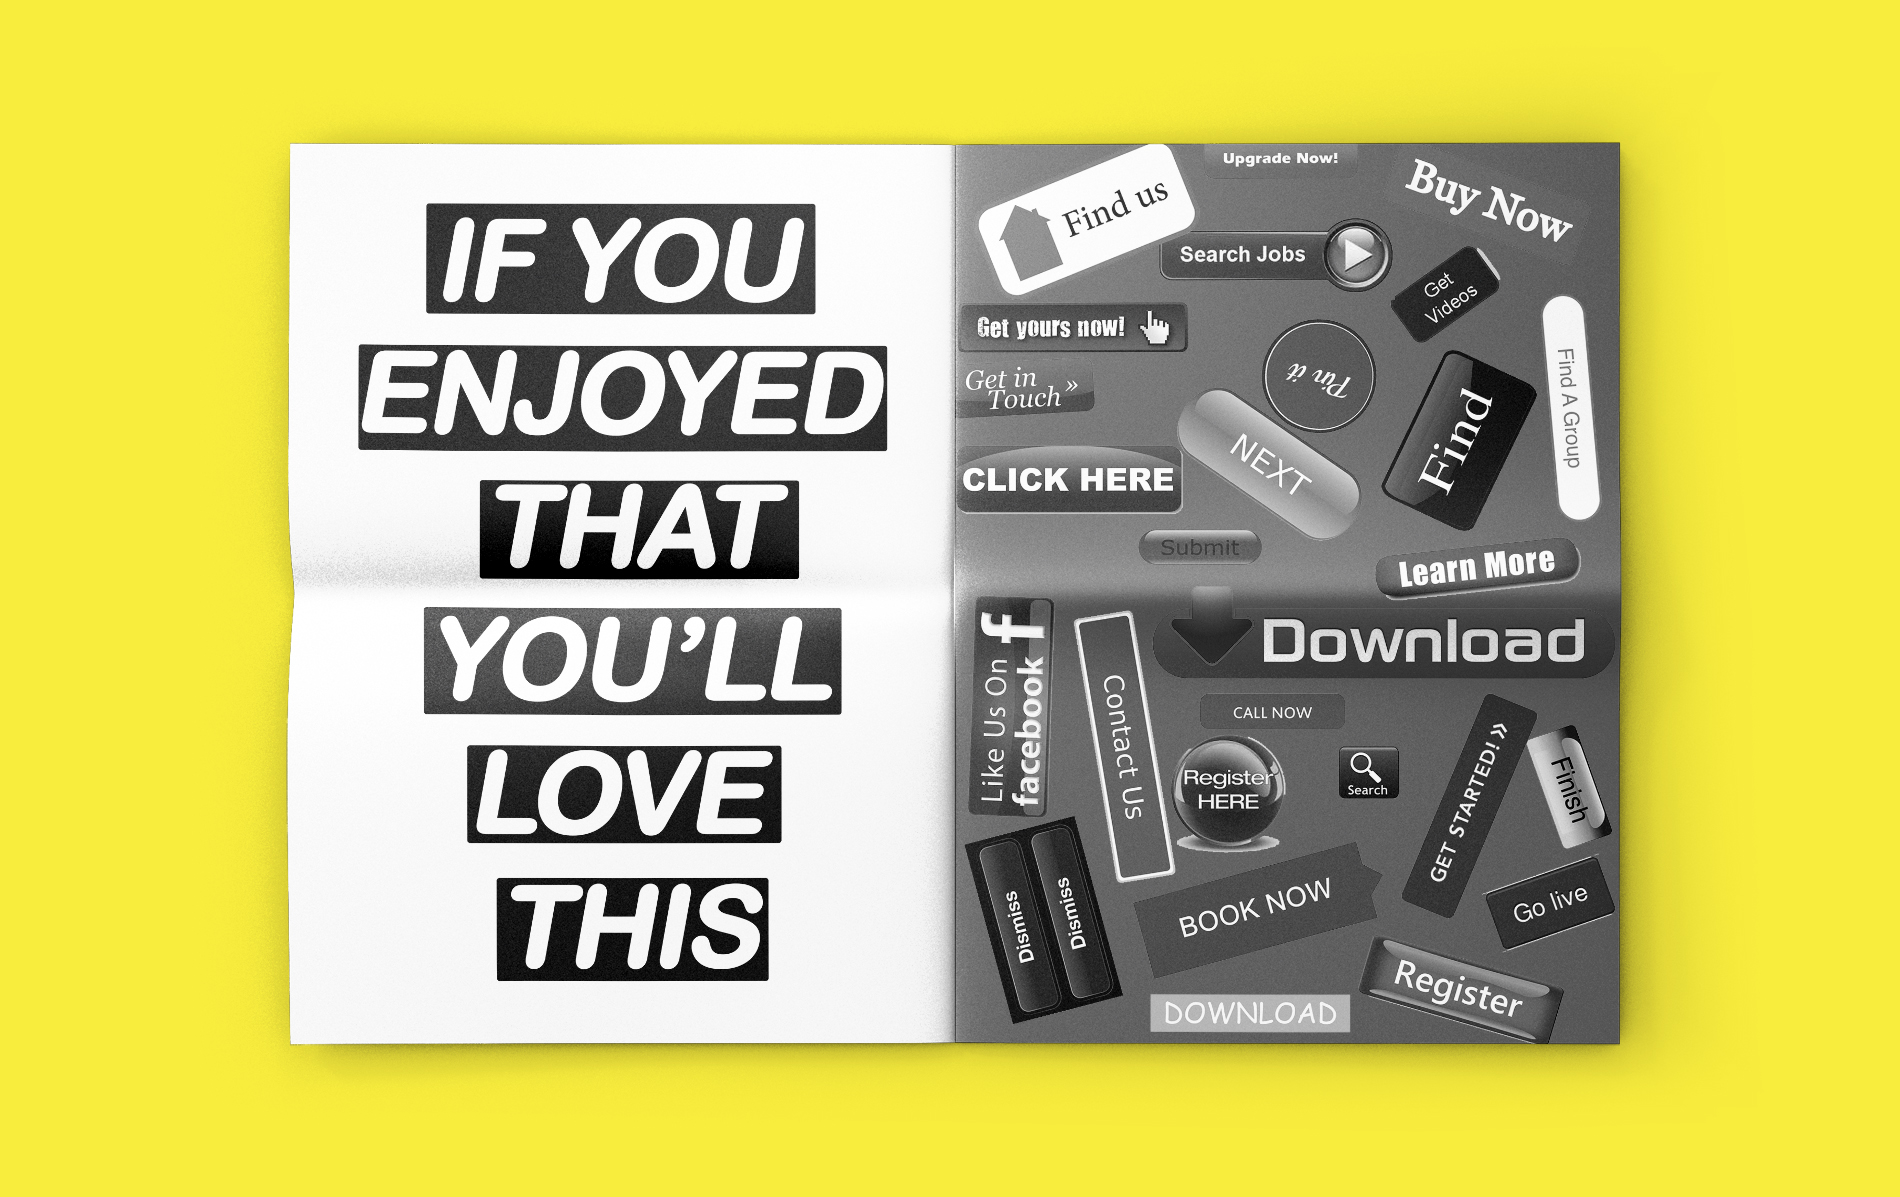 IF YOU
ENJOYED
THAT
YOU'LL
LOVE
THIS
Find us
Upgrade Now!
Buy Now
Search Jobs
Get
Videos
Get yours now!
Pin it
Find A Group
Get in
Touch »
Find
NEXT
CLICK HERE
Submit
Learn More
Download
Like Us On
facebook f
Contact Us
CALL NOW
Register
HERE
Search
GET STARTED! »
Finish
Dismiss
Dismiss
BOOK NOW
Go live
Register
DOWNLOAD